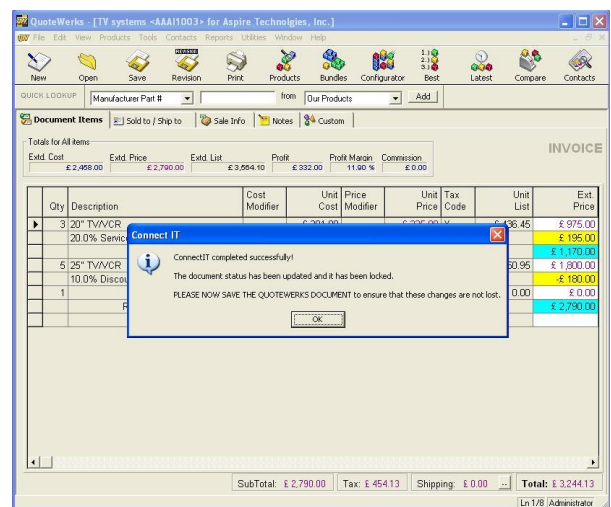 QuoteWerks - [TV systems <AAAI1003> for Aspire Technolgies, Inc.]
File Edit View Products Tools Contacts Reports Utilities Window Help
REVISION
New Open Save Revision Print Products Bundles Configurator Best Latest Compare Contacts
QUICK LOOKUP Manufacturer Part # from Our Products Add
Document Items Sold to / Ship to Sale Info Notes Custom
Totals for All items
INVOICE
Extd. Cost Extd. Price Extd. List Profit Profit Margin Commission
£ 2,458.00 £ 2,790.00 £ 3,564.10 £ 332.00 11.90 % £ 0.00
Qty Description Cost Modifier Unit Cost Price Modifier Unit Price Tax Code Unit List Ext. Price
3 20" TV/VCR £ 975.00
20.0% Servic £ 195.00
£ 1,170.00
5 25" TV/VCR £ 1,800.00
10.0% Discou -£ 180.00
1 0.00 £ 0.00
£ 2,790.00
Connect IT
ConnectIT completed successfully!
The document status has been updated and it has been locked.
PLEASE NOW SAVE THE QUOTEWERKS DOCUMENT to ensure that these changes are not lost.
OK
SubTotal: £ 2,790.00 Tax: £ 454.13 Shipping: £ 0.00 ... Total: £ 3,244.13
Ln 1/8 Administrator